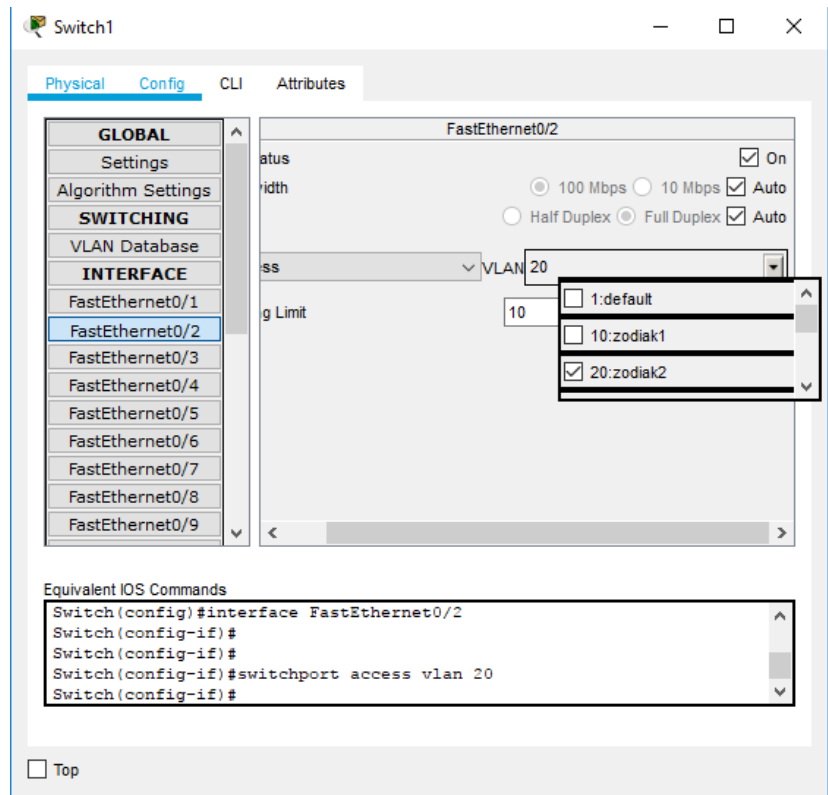 Switch1
Physical Config CLI Attributes
GLOBAL
Settings
Algorithm Settings
SWITCHING
VLAN Database
INTERFACE
FastEthernet0/1
FastEthernet0/2
FastEthernet0/3
FastEthernet0/4
FastEthernet0/5
FastEthernet0/6
FastEthernet0/7
FastEthernet0/8
FastEthernet0/9
FastEthernet0/2
atus On
idth 100 Mbps 10 Mbps Auto
Half Duplex Full Duplex Auto
ss VLAN 20
1:default
g Limit 10
10:zodiak1
20:zodiak2
Equivalent IOS Commands
Switch(config)#interface FastEthernet0/2
Switch(config-if)#
Switch(config-if)#
Switch(config-if)#switchport access vlan 20
Switch(config-if)#
Top